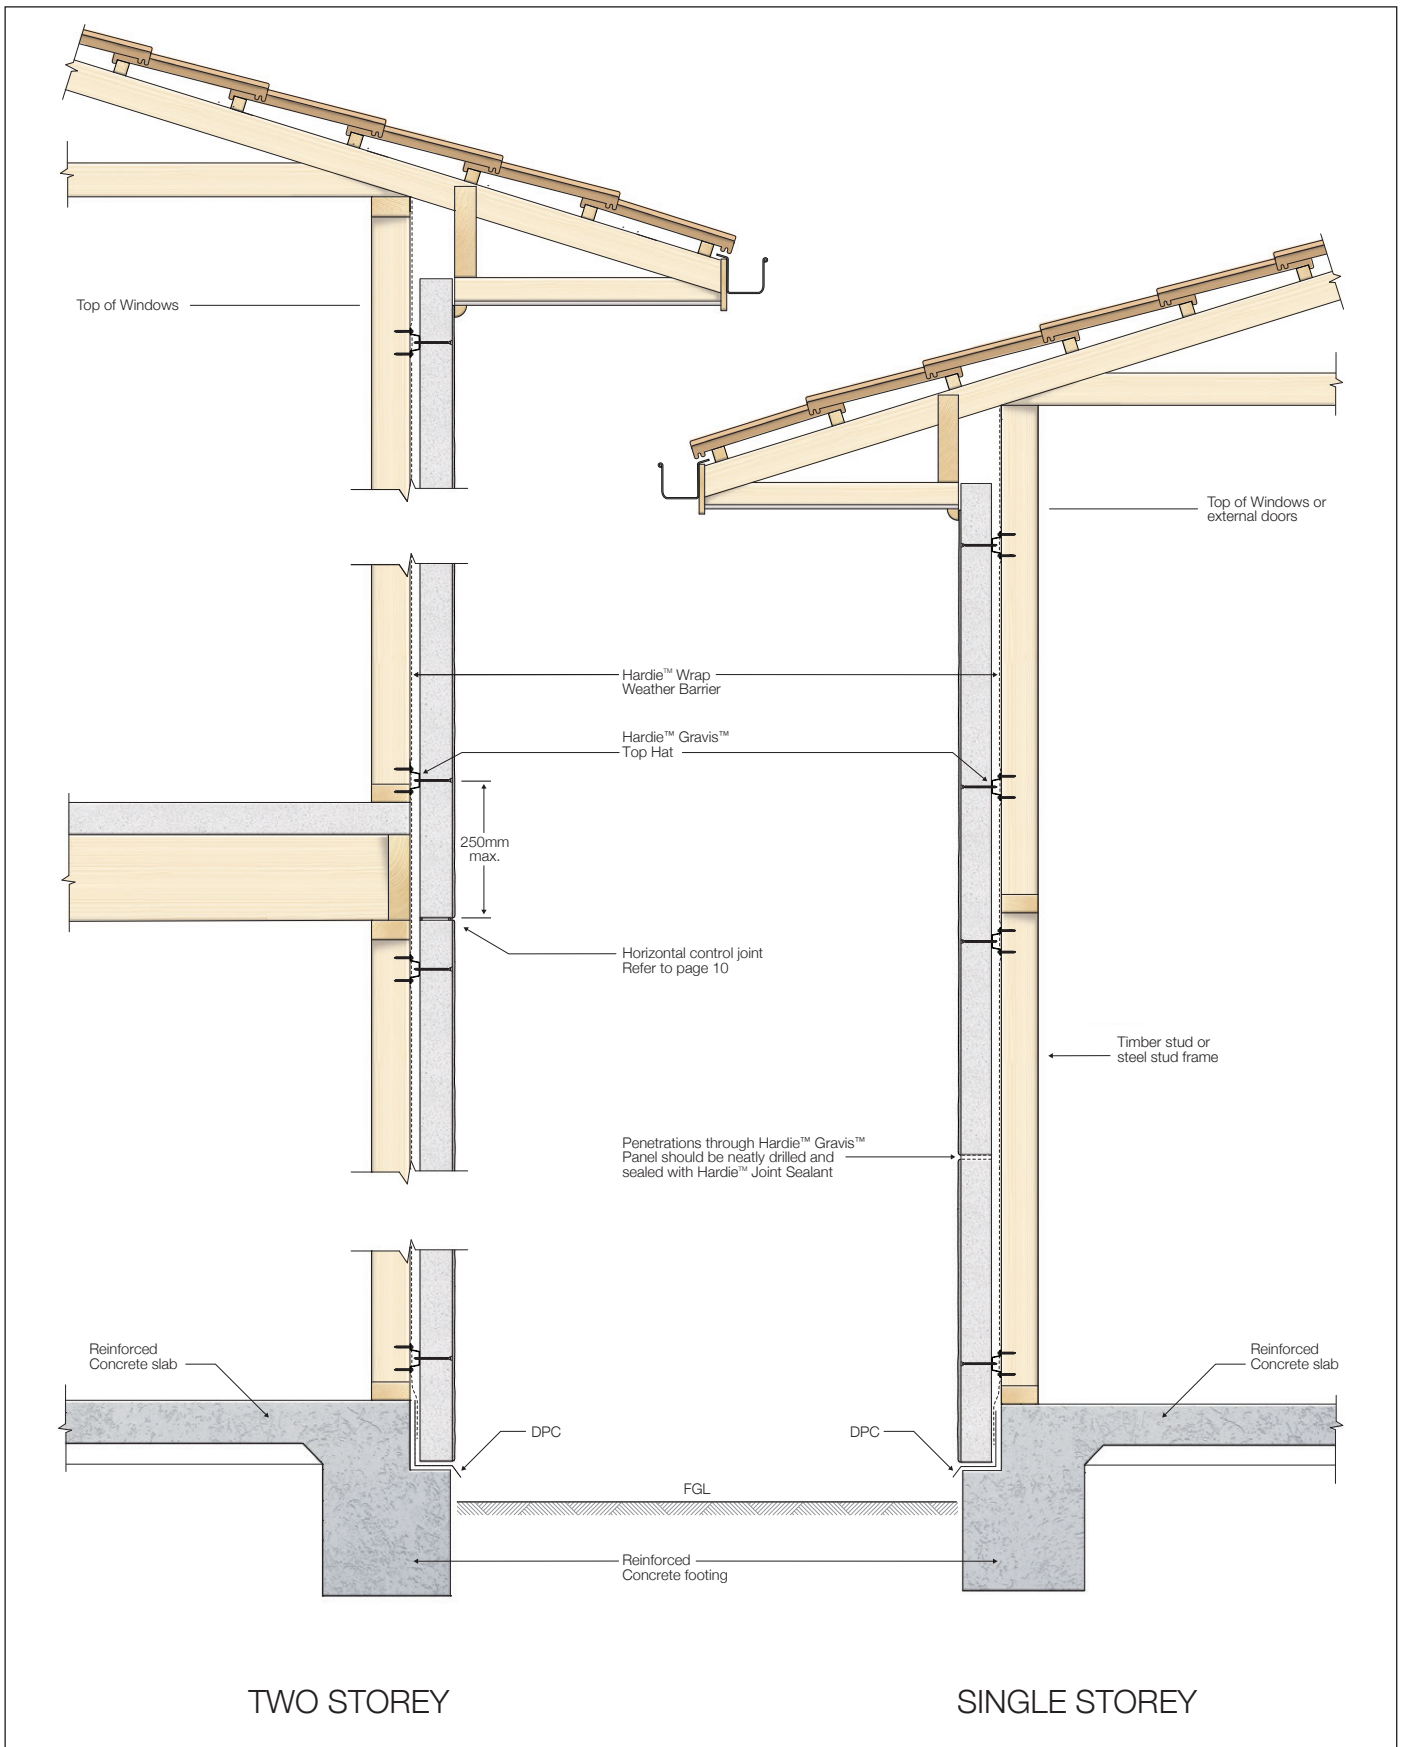 Top of Windows
Top of Windows or
external doors
Hardie™ Wrap
Weather Barrier
Hardie™ Gravis™
Top Hat
250mm
max.
Horizontal control joint
Refer to page 10
Timber stud or
steel stud frame
Penetrations through Hardie™ Gravis™
Panel should be neatly drilled and
sealed with Hardie™ Joint Sealant
Reinforced
Concrete slab
Reinforced
Concrete slab
DPC
DPC
FGL
Reinforced
Concrete footing
TWO STOREY
SINGLE STOREY